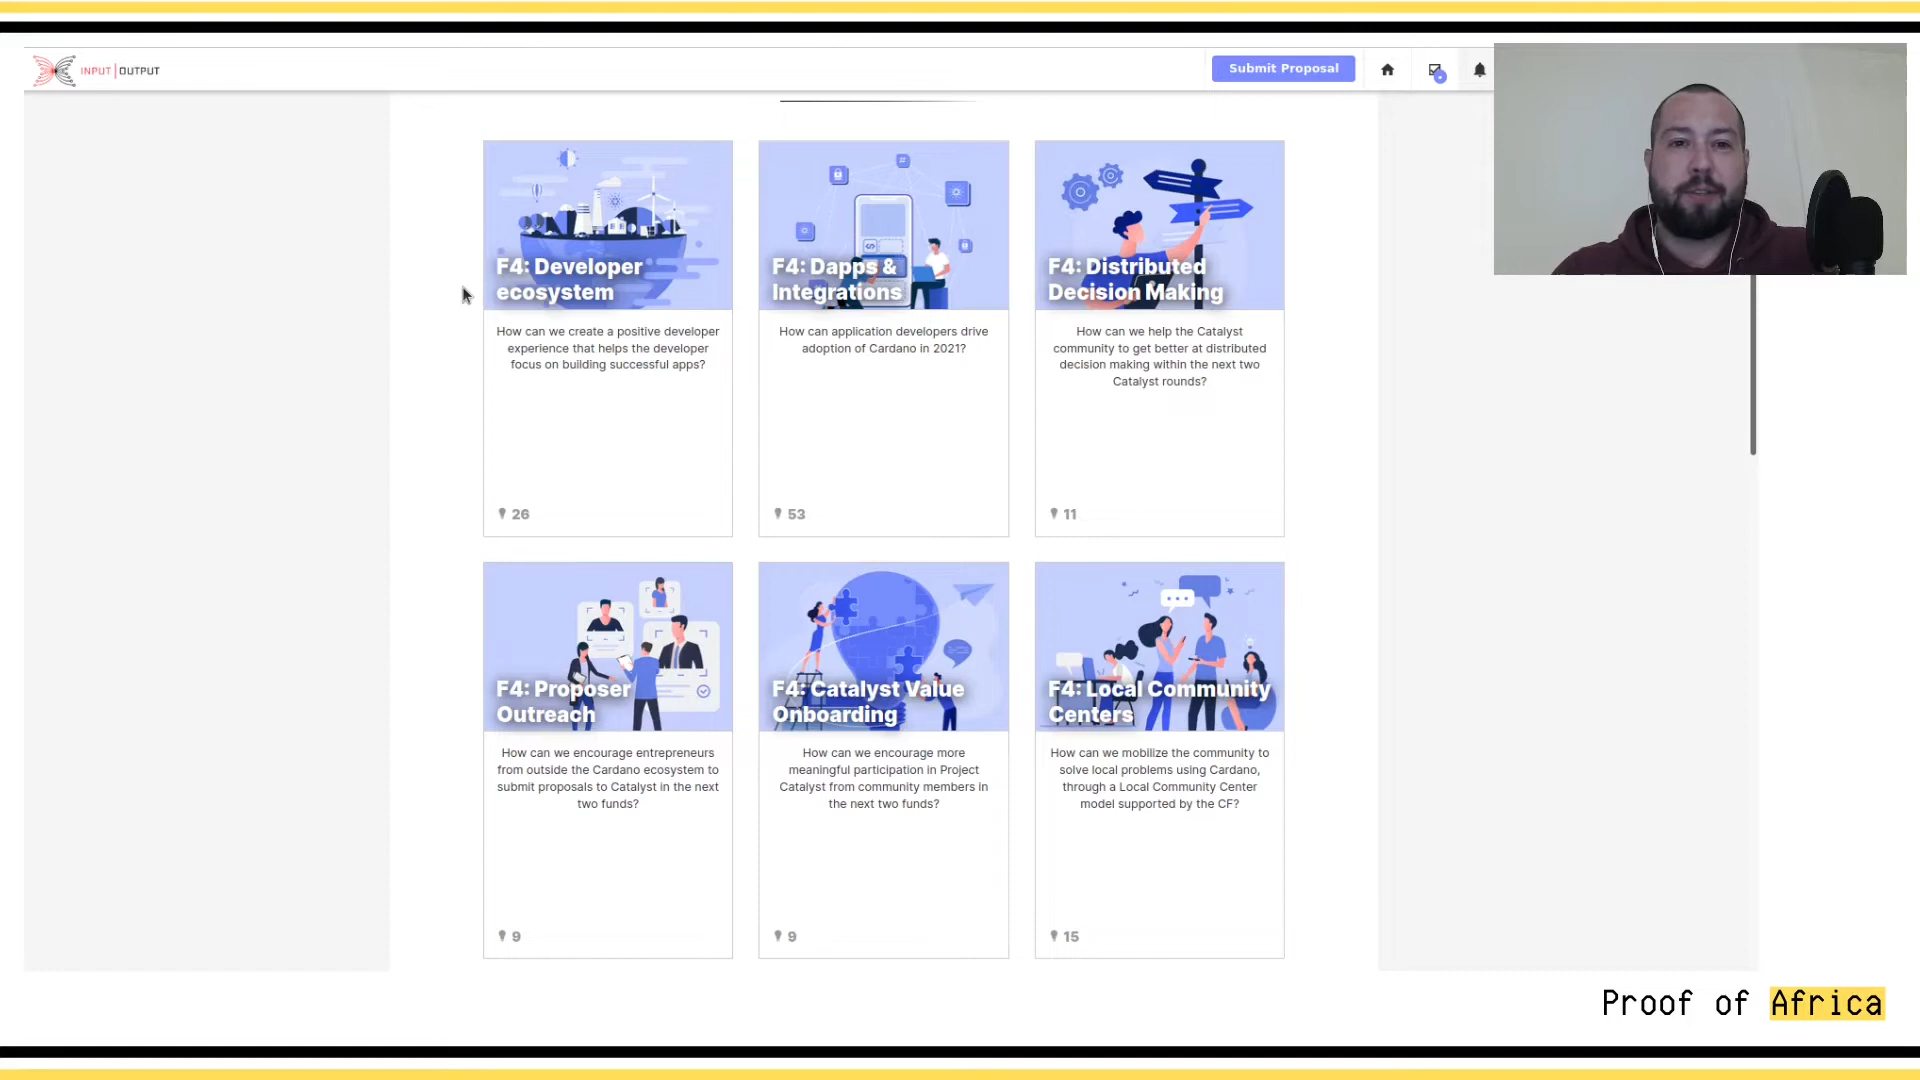 INPUT | OUTPUT
Submit Proposal
F4: Developer
ecosystem
How can we create a positive developer
experience that helps the developer
focus on building successful apps?
26
F4: Dapps &
Integrations
How can application developers drive
adoption of Cardano in 2021?
53
F4: Distributed
Decision Making
How can we help the Catalyst
community to get better at distributed
decision making within the next two
Catalyst rounds?
11
F4: Proposer
Outreach
How can we encourage entrepreneurs
from outside the Cardano ecosystem to
submit proposals to Catalyst in the next
two funds?
9
F4: Catalyst Value
Onboarding
How can we encourage more
meaningful participation in Project
Catalyst from community members in
the next two funds?
9
F4: Local Community
Centers
How can we mobilize the community to
solve local problems using Cardano,
through a Local Community Center
model supported by the CF?
15
Proof of Africa